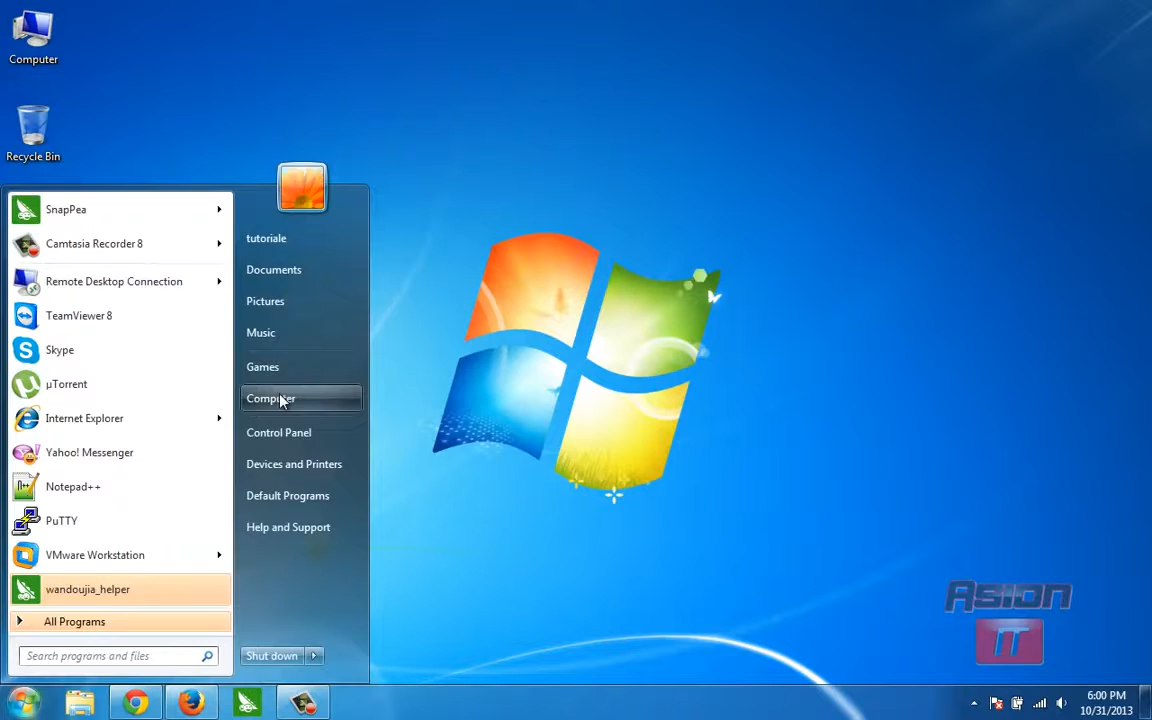 Computer
Recycle Bin
SnapPea
Camtasia Recorder 8
Remote Desktop Connection
TeamViewer 8
Skype
µTorrent
Internet Explorer
Yahoo! Messenger
Notepad++
PuTTY
VMware Workstation
wandoujia_helper
All Programs
Search programs and files
tutoriale
Documents
Pictures
Music
Games
Computer
Control Panel
Devices and Printers
Default Programs
Help and Support
Shut down
Asion
IT
6:00 PM
10/31/2013